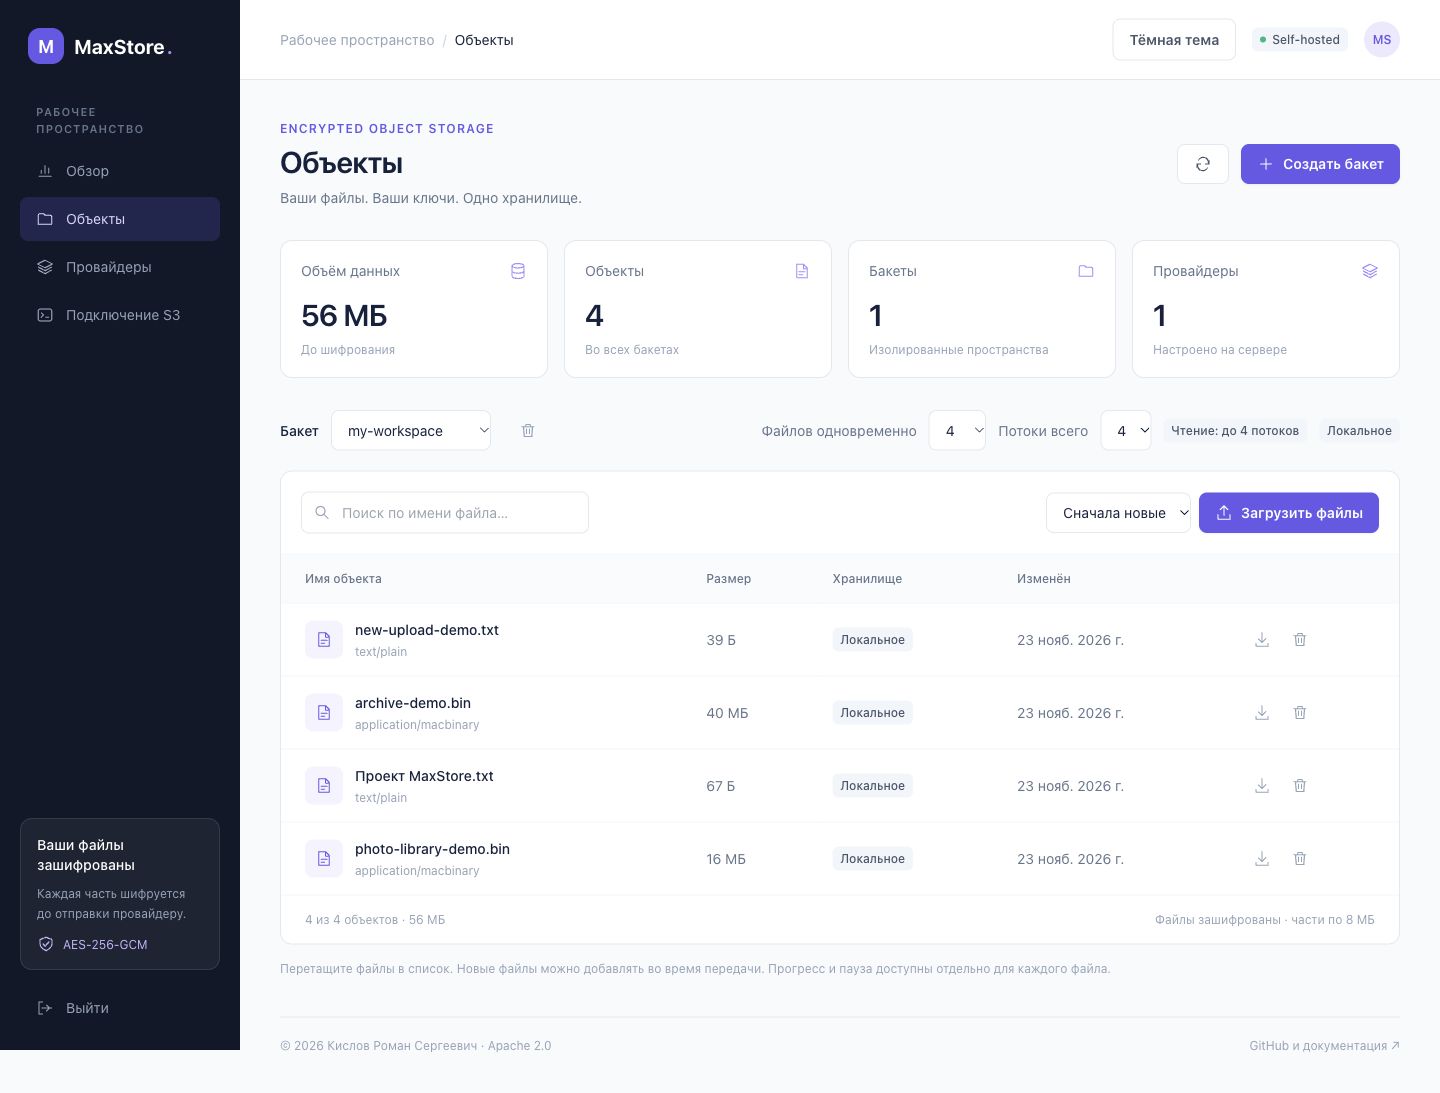 M MaxStore.
РАБОЧЕЕ
ПРОСТРАНСТВО
Обзор
Объекты
Провайдеры
Подключение S3
Ваши файлы
зашифрованы
Каждая часть шифруется
до отправки провайдеру.
AES-256-GCM
Выйти
Рабочее пространство / Объекты
Тёмная тема
Self-hosted
MS
ENCRYPTED OBJECT STORAGE
Объекты
Ваши файлы. Ваши ключи. Одно хранилище.
Создать бакет
Объём данных
56 МБ
До шифрования
Объекты
4
Во всех бакетах
Бакеты
1
Изолированные пространства
Провайдеры
1
Настроено на сервере
Бакет my-workspace Файлов одновременно 4 Потоки всего 4 Чтение: до 4 потоков Локальное
Поиск по имени файла... Сначала новые Загрузить файлы
Имя объекта Размер Хранилище Изменён
new-upload-demo.txt
text/plain
39 Б Локальное 23 нояб. 2026 г.
archive-demo.bin
application/macbinary
40 МБ Локальное 23 нояб. 2026 г.
Проект MaxStore.txt
text/plain
67 Б Локальное 23 нояб. 2026 г.
photo-library-demo.bin
application/macbinary
16 МБ Локальное 23 нояб. 2026 г.
4 из 4 объектов · 56 МБ Файлы зашифрованы · части по 8 МБ
Перетащите файлы в список. Новые файлы можно добавлять во время передачи. Прогресс и пауза доступны отдельно для каждого файла.
© 2026 Кислов Роман Сергеевич · Apache 2.0 GitHub и документация ↗